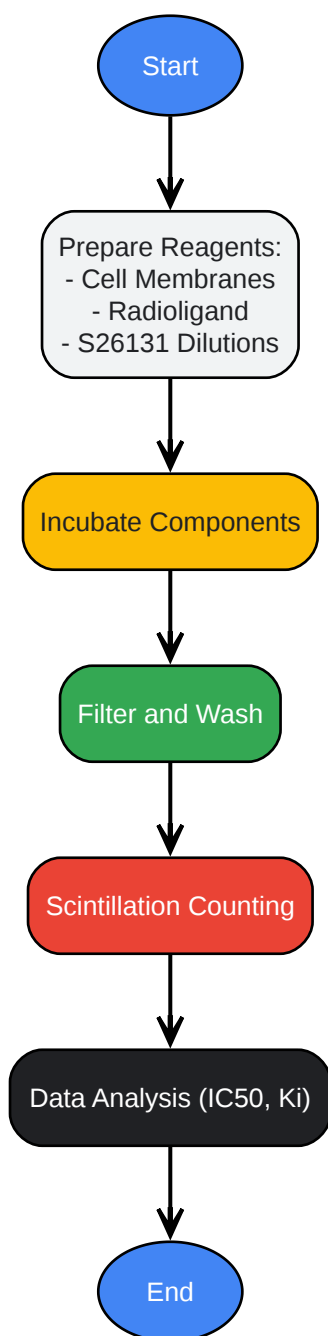 Start
Prepare Reagents:
- Cell Membranes
- Radioligand
- S26131 Dilutions
Incubate Components
Filter and Wash
Scintillation Counting
Data Analysis (IC50, Ki)
End